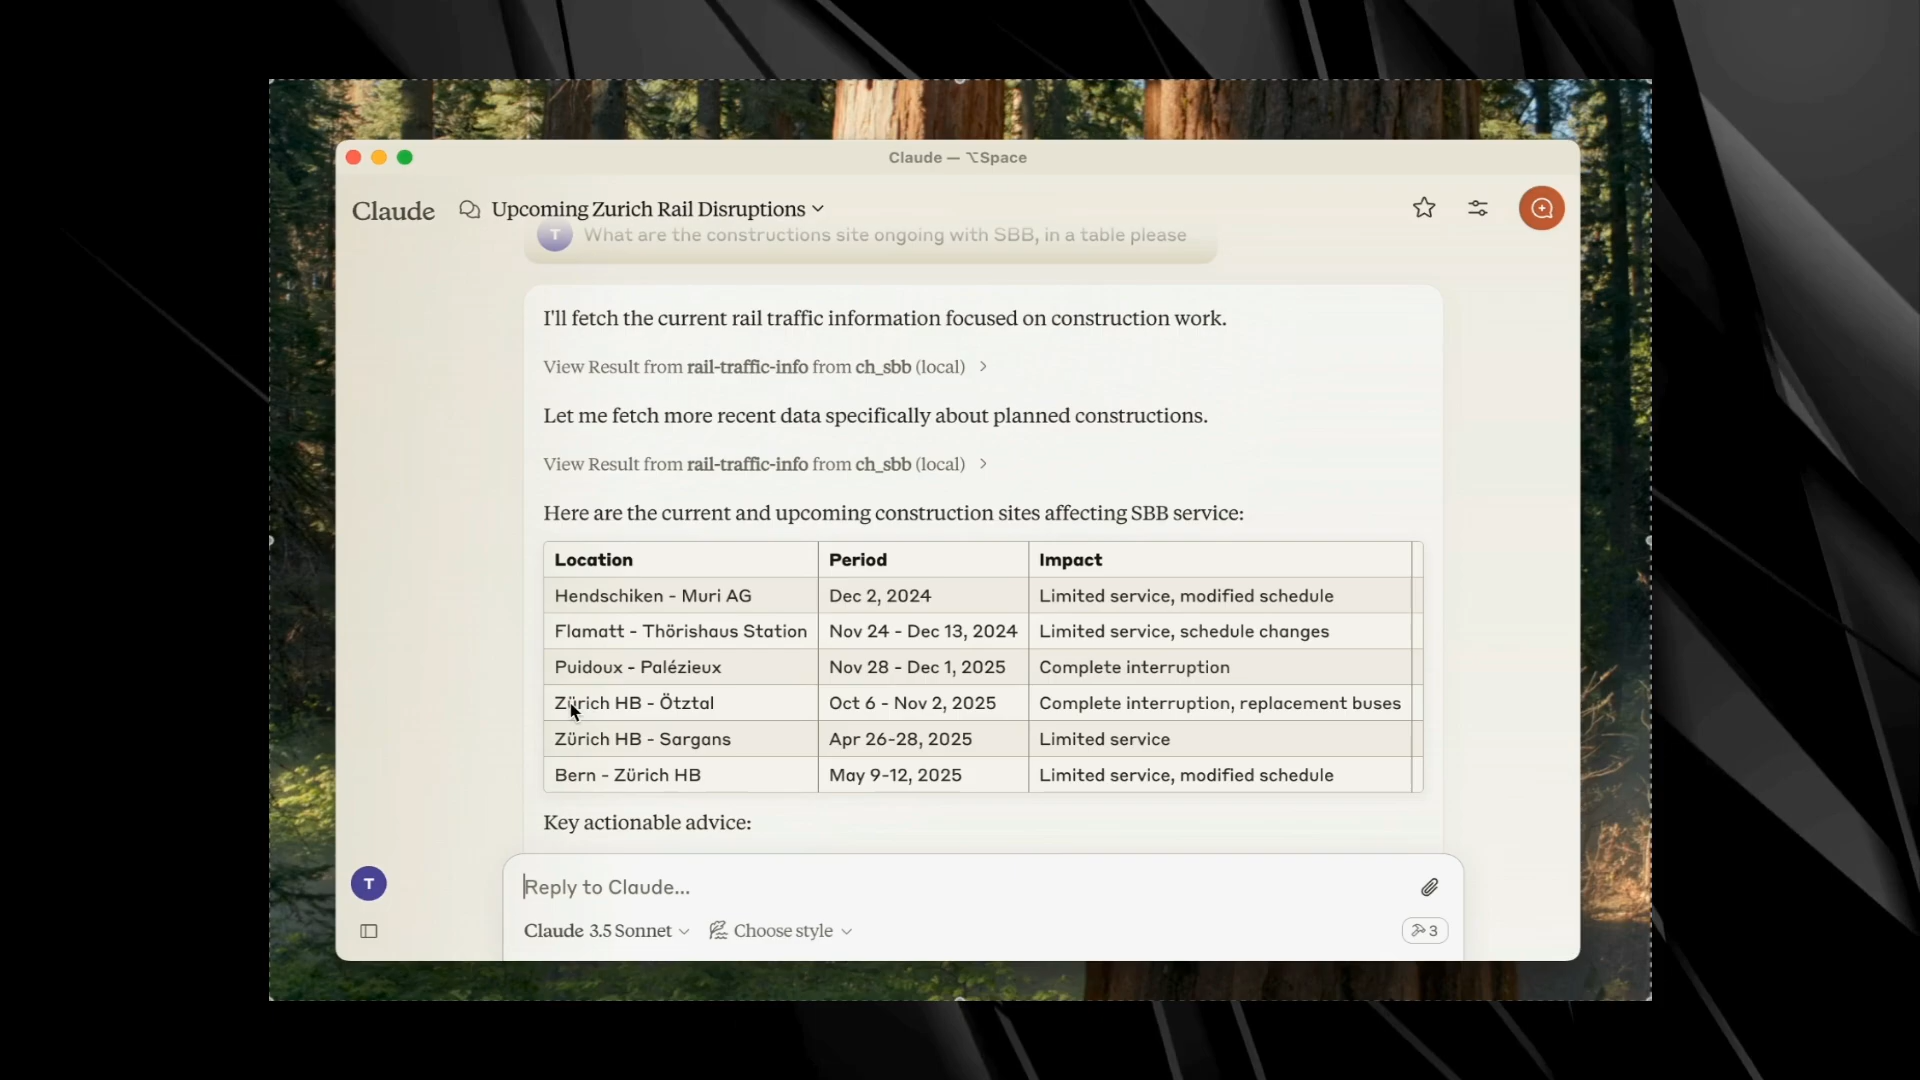 Claude — ⌥Space
Claude
Upcoming Zurich Rail Disruptions
T
What are the constructions site ongoing with SBB, in a table please
I'll fetch the current rail traffic information focused on construction work.
View Result from rail-traffic-info from ch_sbb (local)
Let me fetch more recent data specifically about planned constructions.
View Result from rail-traffic-info from ch_sbb (local)
Here are the current and upcoming construction sites affecting SBB service:
Location Period Impact
Hendschiken - Muri AG Dec 2, 2024 Limited service, modified schedule
Flamatt - Thörishaus Station Nov 24 - Dec 13, 2024 Limited service, schedule changes
Puidoux - Palézieux Nov 28 - Dec 1, 2025 Complete interruption
Zürich HB - Ötztal Oct 6 - Nov 2, 2025 Complete interruption, replacement buses
Zürich HB - Sargans Apr 26-28, 2025 Limited service
Bern - Zürich HB May 9-12, 2025 Limited service, modified schedule
Key actionable advice:
T
Reply to Claude...
Claude 3.5 Sonnet Choose style 3